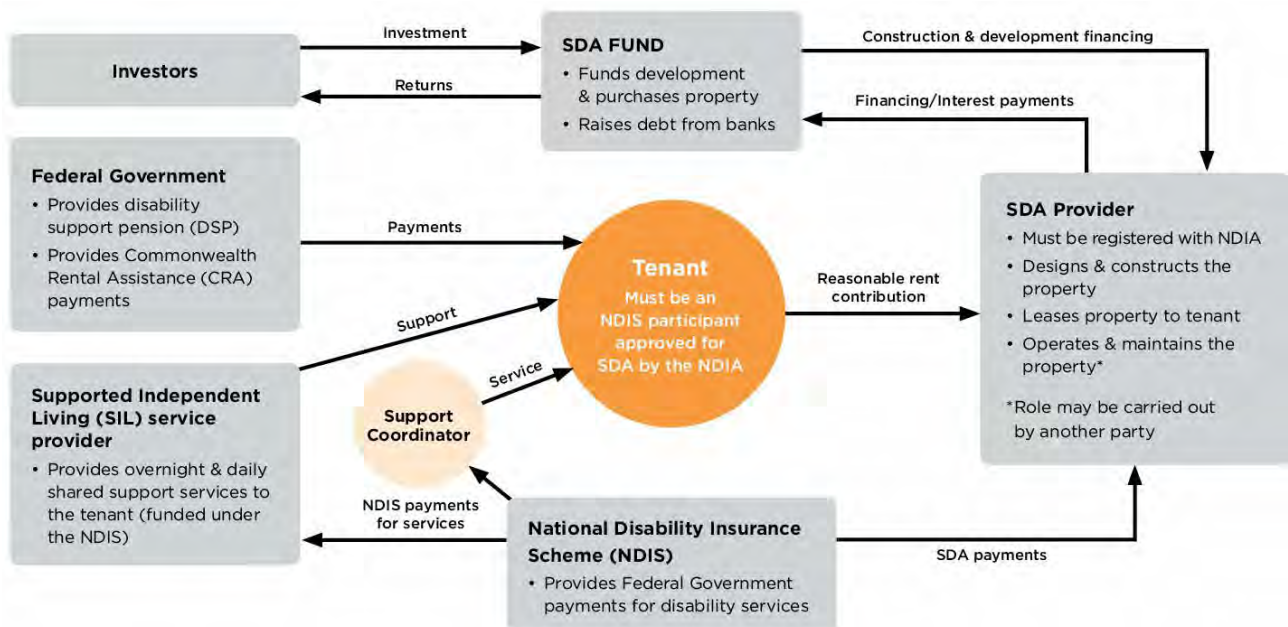 Investors
Investment
Returns
SDA FUND
• Funds development
& purchases property
• Raises debt from banks
Construction & development financing
Financing/Interest payments
Federal Government
• Provides disability
support pension (DSP)
• Provides Commonwealth
Rental Assistance (CRA)
payments
Payments
Tenant
Must be an
NDIS participant
approved for
SDA by the NDIA
Reasonable rent
contribution
SDA Provider
• Must be registered with NDIA
• Designs & constructs the
property
• Leases property to tenant
• Operates & maintains the
property*
*Role may be carried out
by another party
Support
Service
Support
Coordinator
Supported Independent
Living (SIL) service
provider
• Provides overnight & daily
shared support services to
the tenant (funded under
the NDIS)
NDIS payments
for services
National Disability Insurance
Scheme (NDIS)
• Provides Federal Government
payments for disability services
SDA payments